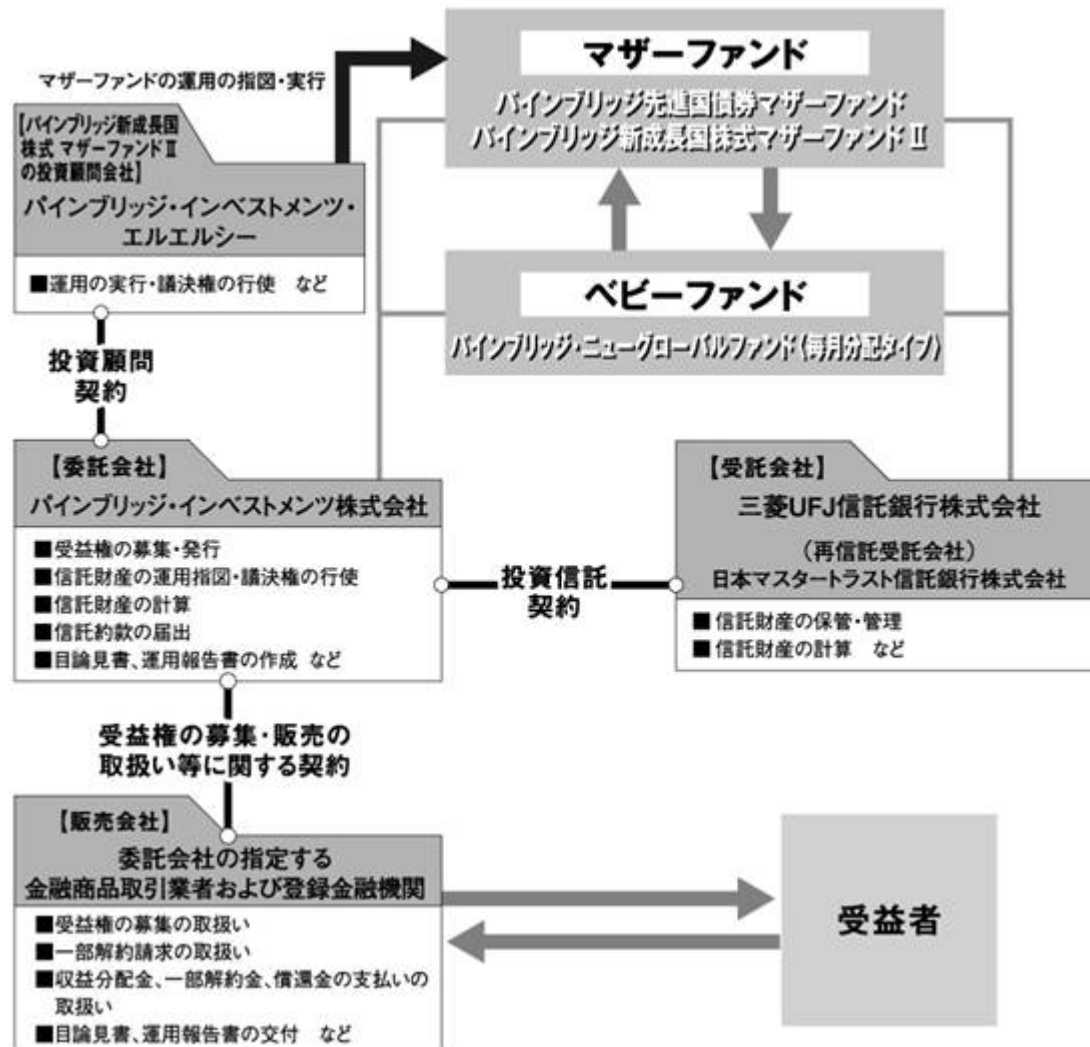 マザーファンドの運用の指図・実行
マザーファンド
パインブリッジ先進国債券マザーファンド
パインブリッジ新成長国株式マザーファンドⅡ
【パインブリッジ新成長国
株式 マザーファンドⅡ
の投資顧問会社】
パインブリッジ・インベストメンツ・
エルエルシー
■運用の実行・議決権の行使 など
ベビーファンド
パインブリッジ・ニューグローバルファンド(毎月分配タイプ)
投資顧問
契約
【委託会社】
パインブリッジ・インベストメンツ株式会社
■受益権の募集・発行
■信託財産の運用指図・議決権の行使
■信託財産の計算
■信託約款の届出
■目論見書、運用報告書の作成 など
投資信託
契約
【受託会社】
三菱UFJ信託銀行株式会社
(再信託受託会社)
日本マスタートラスト信託銀行株式会社
■ 信託財産の保管・管理
■ 信託財産の計算 など
受益権の募集・販売の
取扱い等に関する契約
【販売会社】
委託会社の指定する
金融商品取引業者および登録金融機関
■受益権の募集の取扱い
■一部解約請求の取扱い
■収益分配金、一部解約金、償還金の支払いの
取扱い
■目論見書、運用報告書の交付 など
受益者